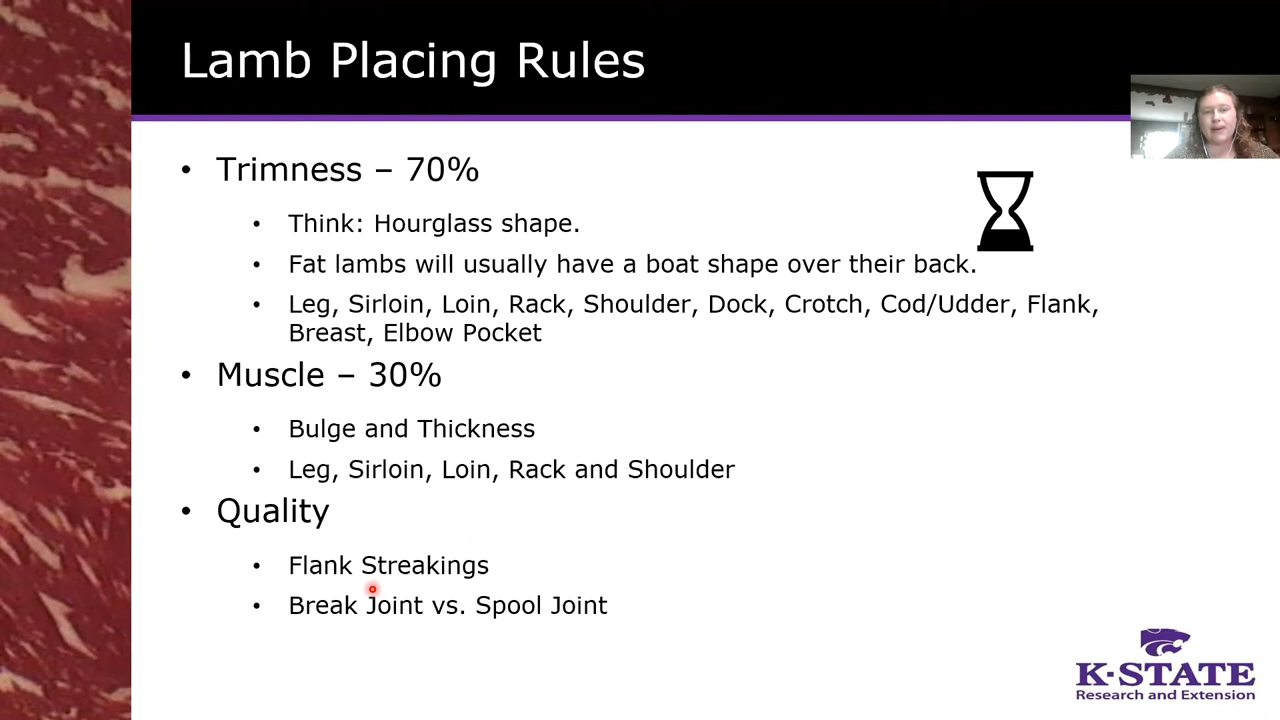 Lamb Placing Rules
• Trimness – 70%
• Think: Hourglass shape.
• Fat lambs will usually have a boat shape over their back.
• Leg, Sirloin, Loin, Rack, Shoulder, Dock, Crotch, Cod/Udder, Flank,
Breast, Elbow Pocket
• Muscle – 30%
• Bulge and Thickness
• Leg, Sirloin, Loin, Rack and Shoulder
• Quality
• Flank Streakings
• Break Joint vs. Spool Joint
K-STATE
Research and Extension